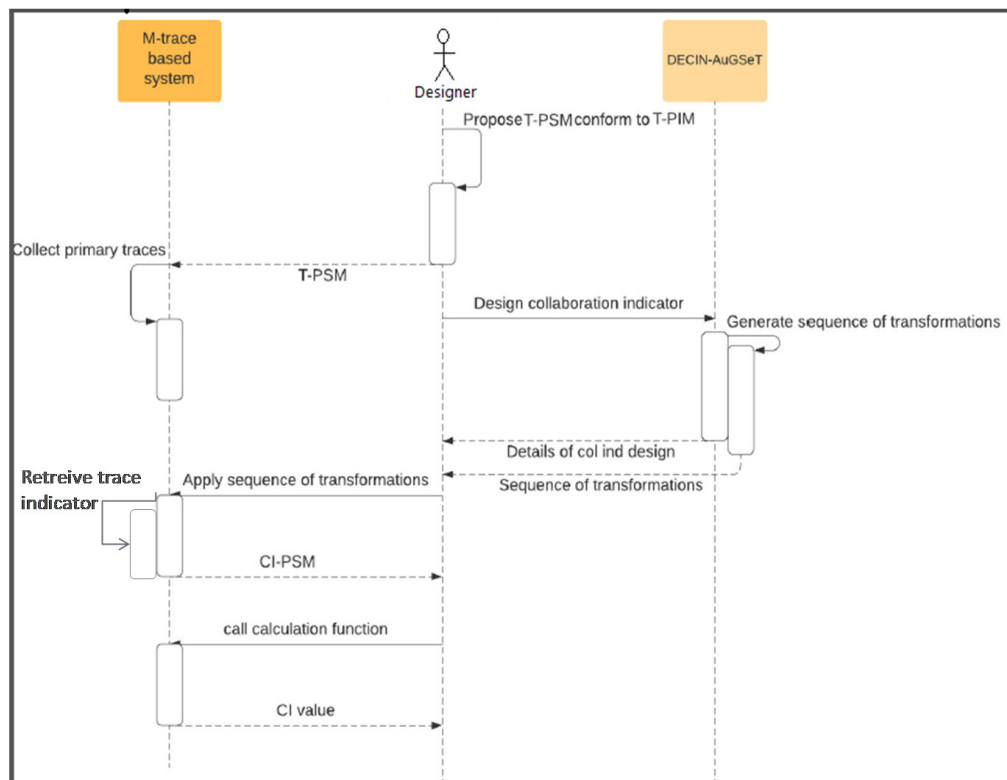 M-trace
based
system
Designer
DECIN-AuGSeT
Propose T-PSM conform to T-PIM
Collect primary traces
T-PSM
Design collaboration indicator
Generate sequence of transformations
Details of col ind design
Retreive trace
indicator
Apply sequence of transformations
Sequence of transformations
CI-PSM
call calculation function
CI value